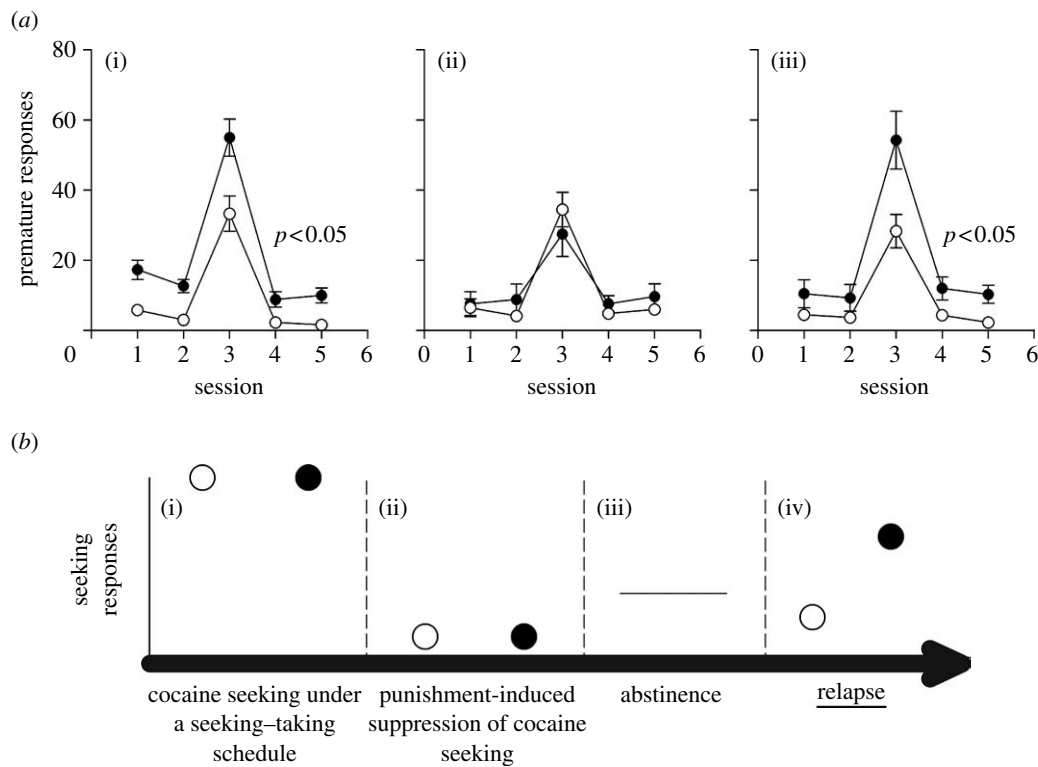 (a)
80
60
40
20
0
premature responses
(i)
p<0.05
1 2 3 4 5 6
session
(ii)
0 1 2 3 4 5 6
session
(iii)
p<0.05
0 1 2 3 4 5 6
session
(b)
seeking
responses
(i)
(ii)
(iii)
(iv)
cocaine seeking under
a seeking–taking
schedule
punishment-induced
suppression of cocaine
seeking
abstinence
relapse